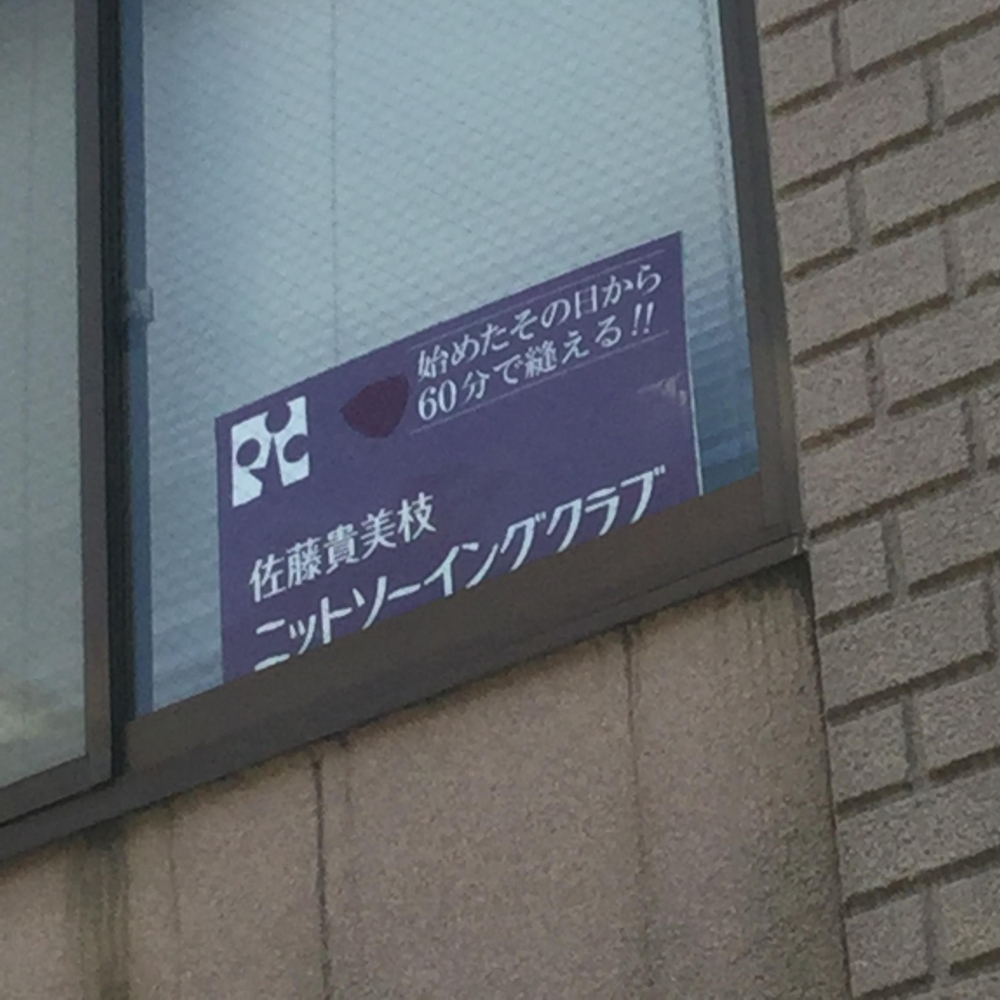 始めたその日から
60分で縫える!!
佐藤貴美枝
ニットソーイングクラブ